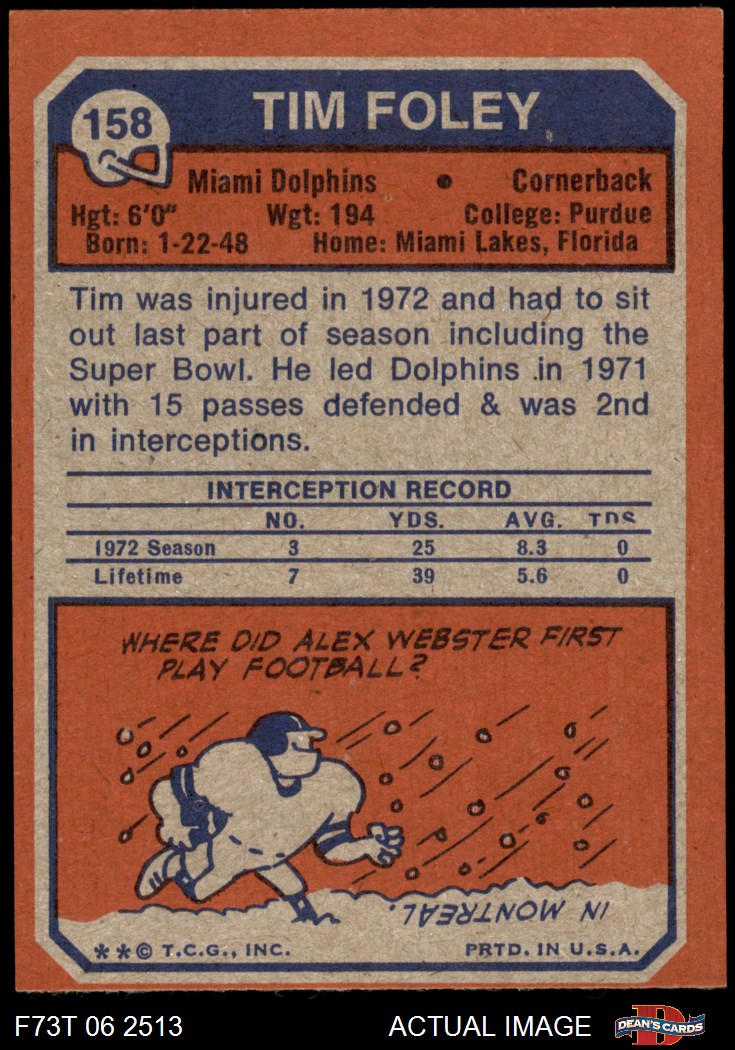 158
TIM FOLEY
Miami Dolphins • Cornerback
Hgt: 6'0" Wgt: 194 College: Purdue
Born: 1-22-48 Home: Miami Lakes, Florida
Tim was injured in 1972 and had to sit
out last part of season including the
Super Bowl. He led Dolphins in 1971
with 15 passes defended & was 2nd
in interceptions.
INTERCEPTION RECORD
NO. YDS. AVG. TDS
1972 Season 3 25 8.3 0
Lifetime 7 39 5.6 0
WHERE DID ALEX WEBSTER FIRST
PLAY FOOTBALL?
IN MONTREAL.
**© T.C.G., INC. PRTD. IN U.S.A.
F73T 06 2513 ACTUAL IMAGE
D
DEAN'S CARDS